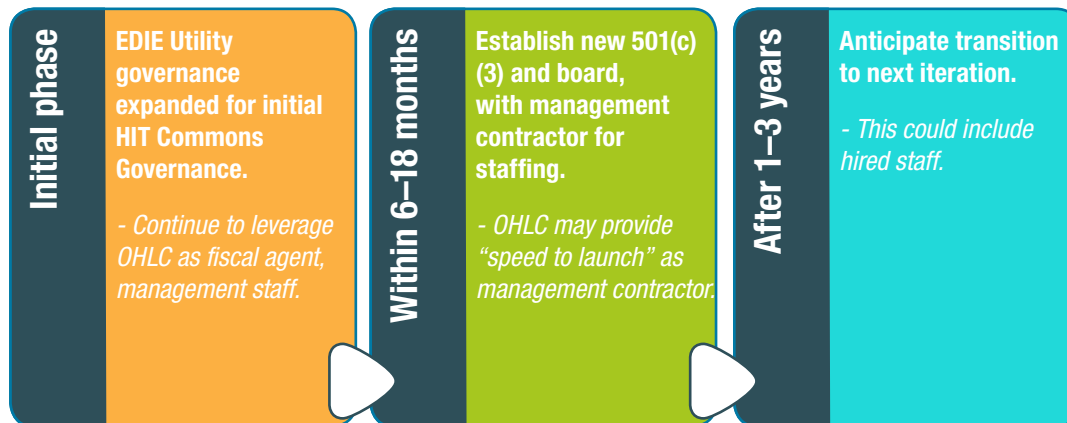 Initial phase
EDIE Utility
governance
expanded for initial
HIT Commons
Governance.
- Continue to leverage
OHLC as fiscal agent,
management staff.
Within 6–18 months
Establish new 501(c)
(3) and board,
with management
contractor for
staffing.
- OHLC may provide
“speed to launch” as
management contractor.
After 1–3 years
Anticipate transition
to next iteration.
- This could include
hired staff.